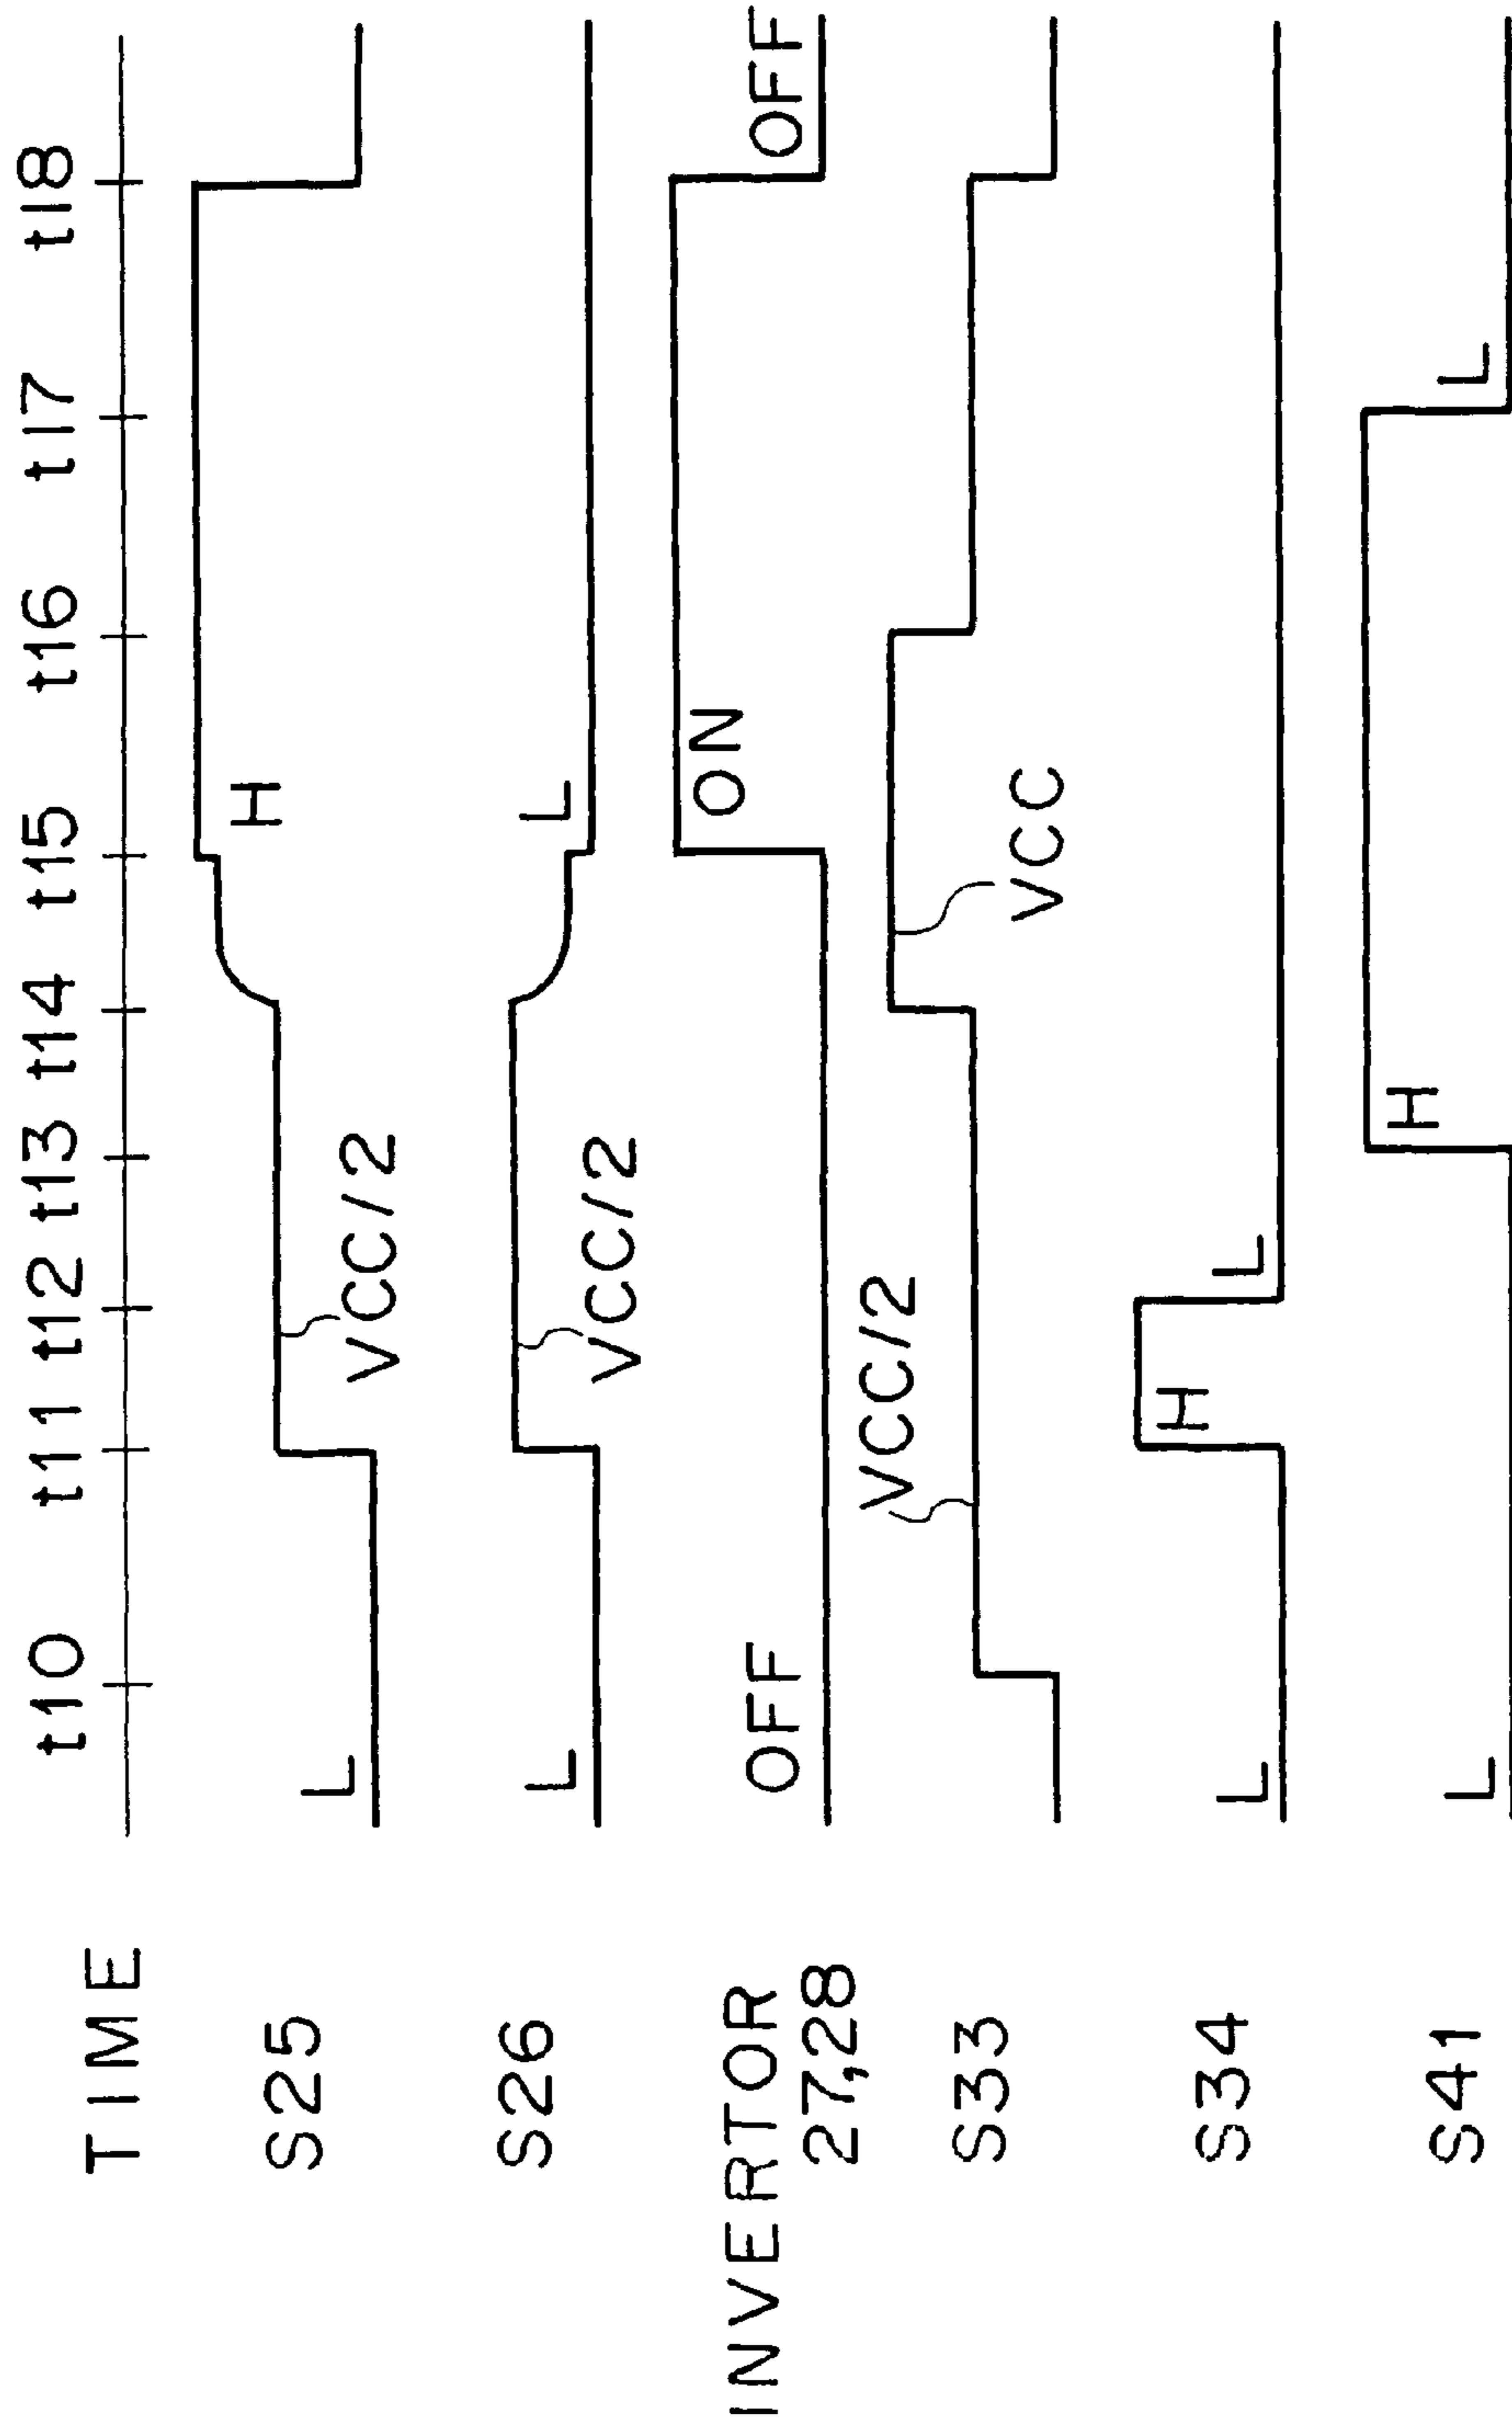 TIME t10 t11 t12 t13 t14 t15 t16 t17 t18
S25 L VCC/2 H
S26 L VCC/2 L
INVERTOR
27,28 OFF ON OFF
S33 VCC/2 VCC
S34 L H L
S41 L H L